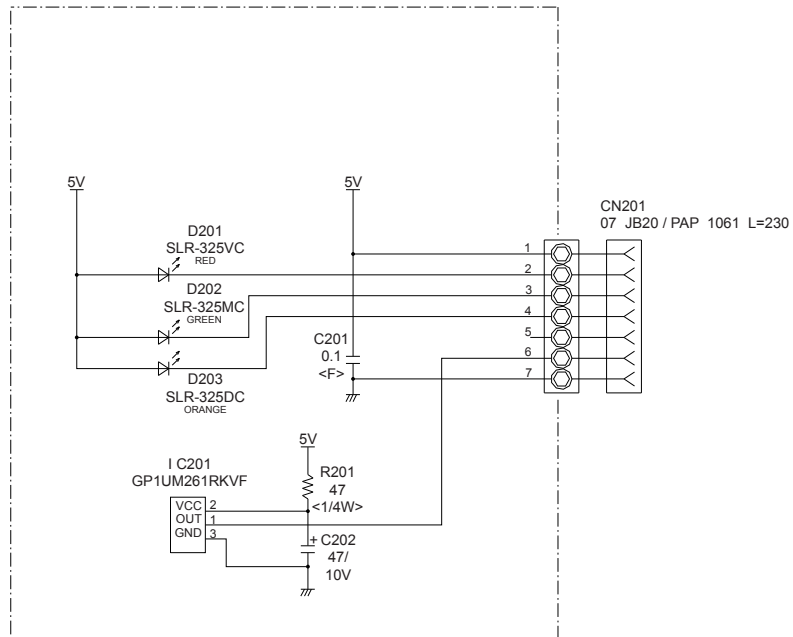 5V
5V
CN201
07 JB20 / PAP 1061 L=230
D201
SLR-325VC
RED
1
2
D202
SLR-325MC
GREEN
3
4
C201
0.1
<F>
5
6
7
D203
SLR-325DC
ORANGE
5V
I C201
GP1UM261RKVF
R201
47
<1/4W>
VCC 2
OUT 1
GND 3
+ C202
47/
10V